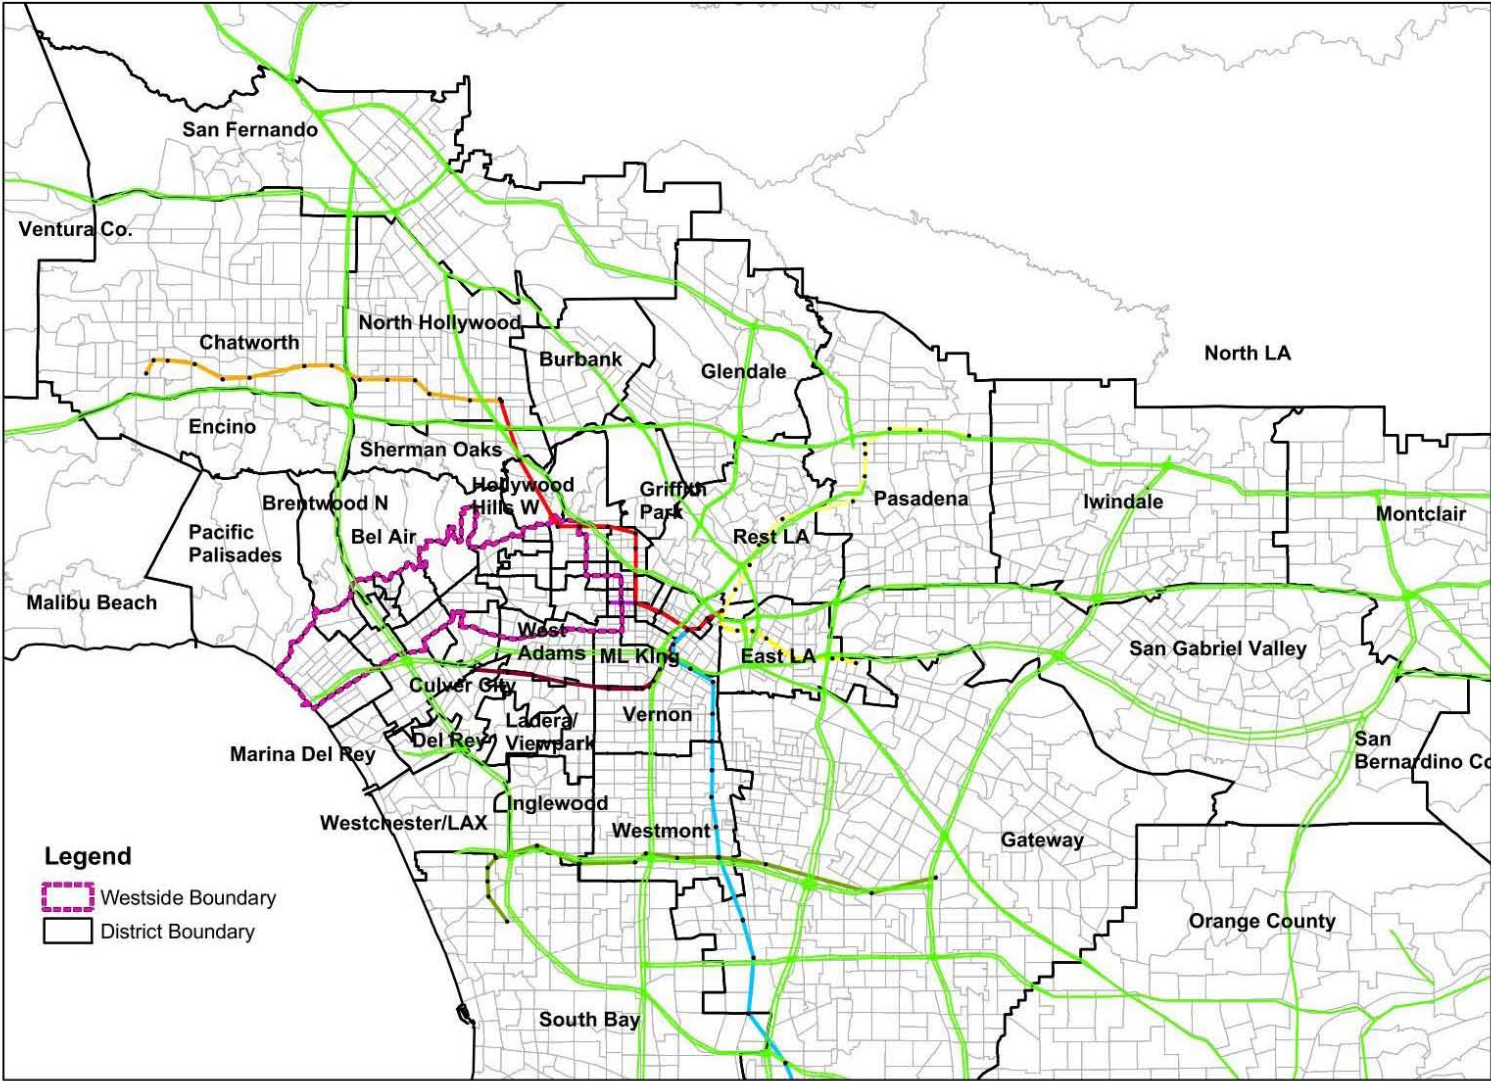 San Fernando
Ventura Co.
North Hollywood
Chatworth
Burbank
Glendale
North LA
Encino
Sherman Oaks
Hollywood
Hills W
Griffith
Park
Brentwood N
Pasadena
Iwindale
Montclair
Pacific
Palisades
Bel Air
Rest LA
Malibu Beach
West
Adams
ML King
East LA
San Gabriel Valley
Culver City
Ladera/
Viewpark
Vernon
Del Rey
Marina Del Rey
San
Bernardino Co
Inglewood
Westchester/LAX
Westmont
Gateway
Legend
Westside Boundary
District Boundary
Orange County
South Bay